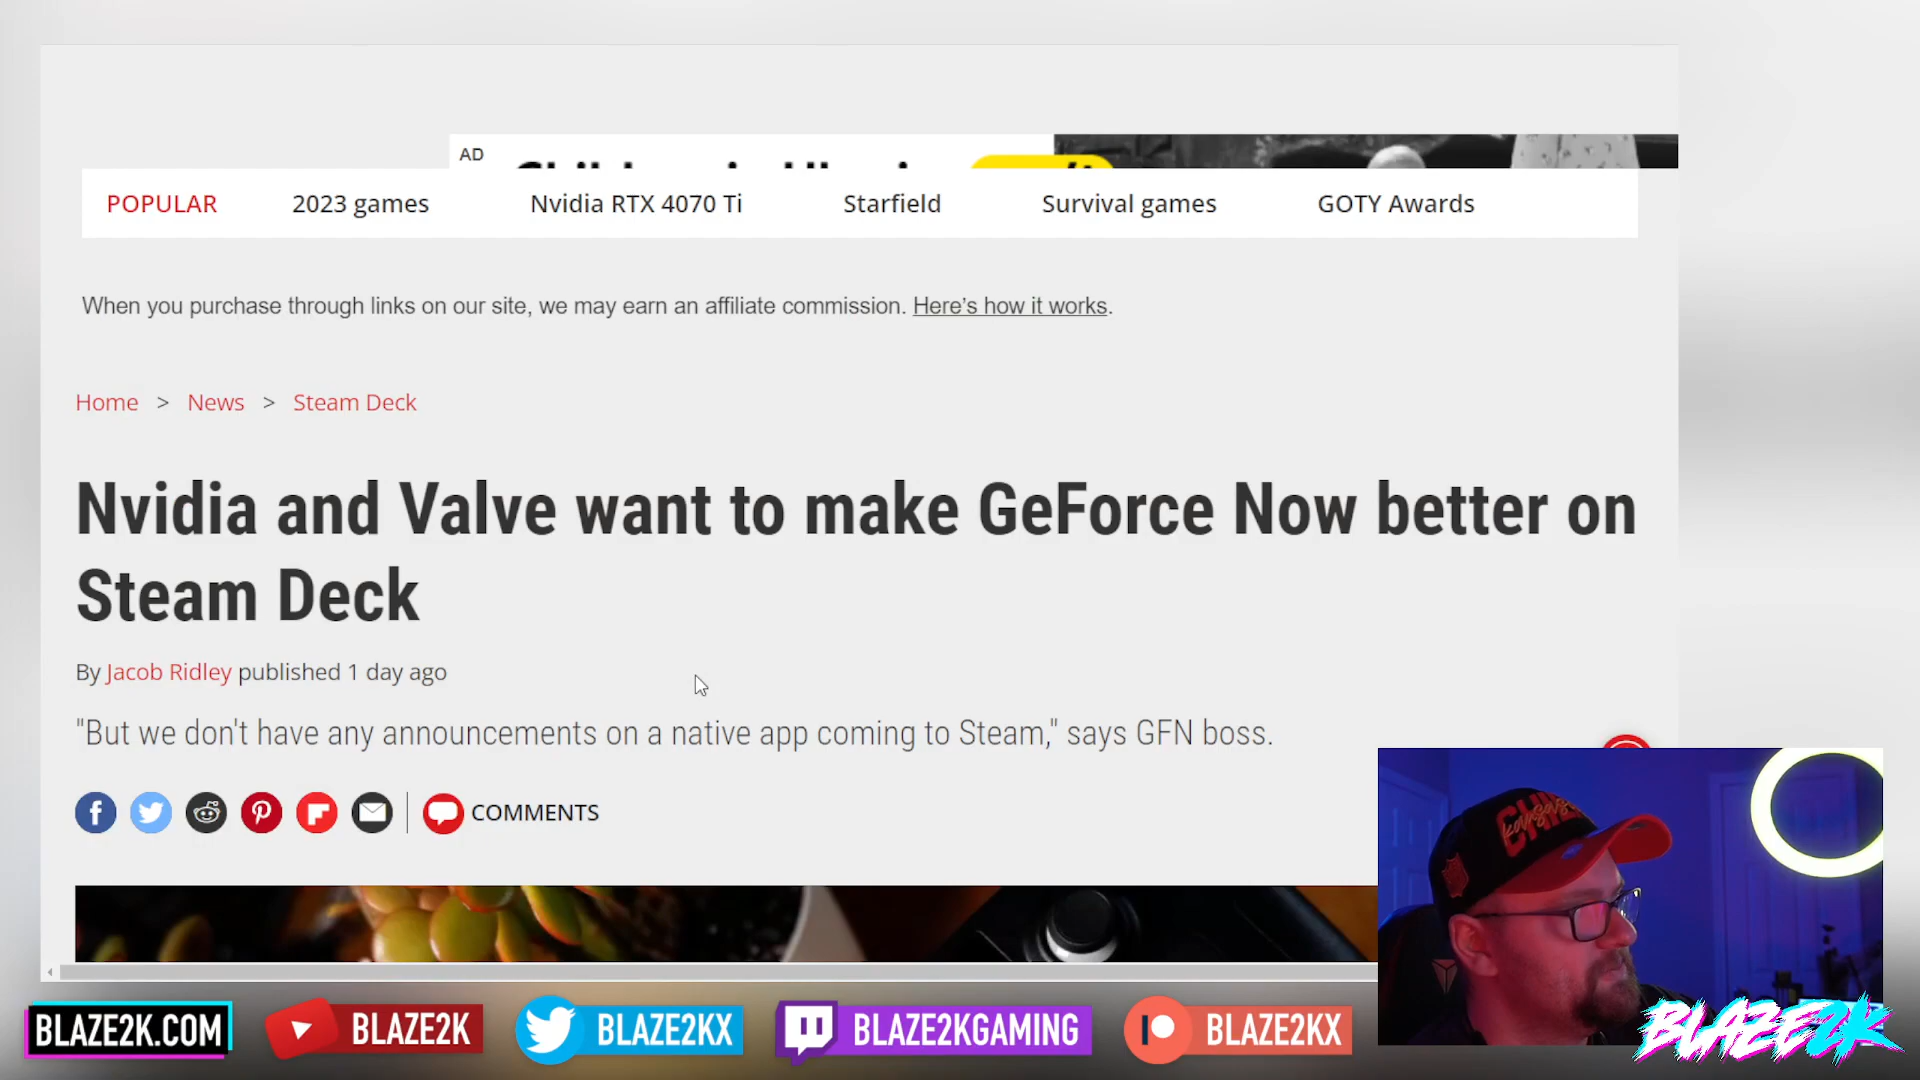 AD
POPULAR 2023 games Nvidia RTX 4070 Ti Starfield Survival games GOTY Awards
When you purchase through links on our site, we may earn an affiliate commission. Here's how it works.
Home > News > Steam Deck
Nvidia and Valve want to make GeForce Now better on
Steam Deck
By Jacob Ridley published 1 day ago
"But we don't have any announcements on a native app coming to Steam," says GFN boss.
COMMENTS
BLAZE2K.COM BLAZE2K BLAZE2KX BLAZE2KGAMING BLAZE2KX BLAZE2K